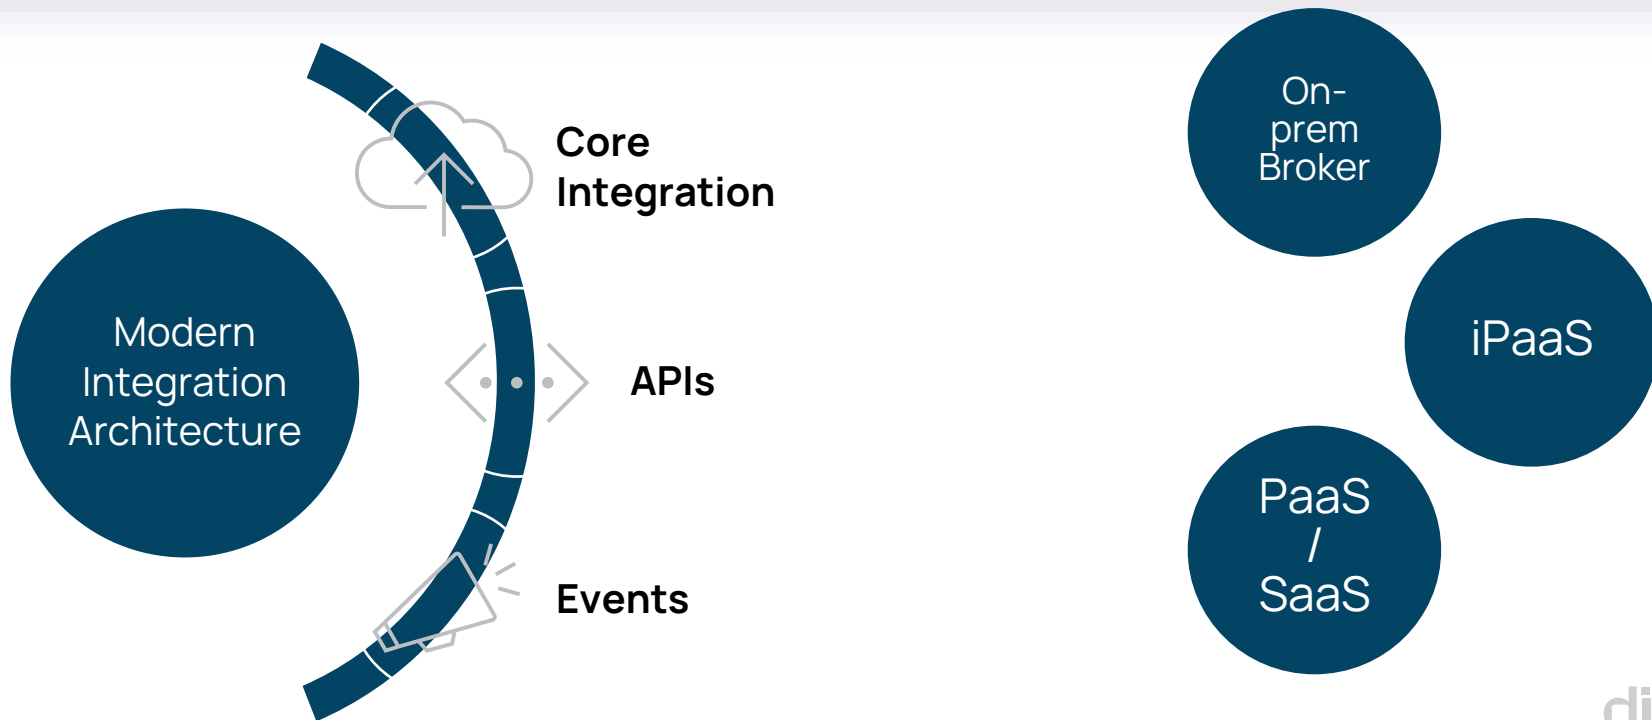 Modern
Integration
Architecture
Core
Integration
APIs
Events
On-
prem
Broker
iPaaS
PaaS
/
SaaS